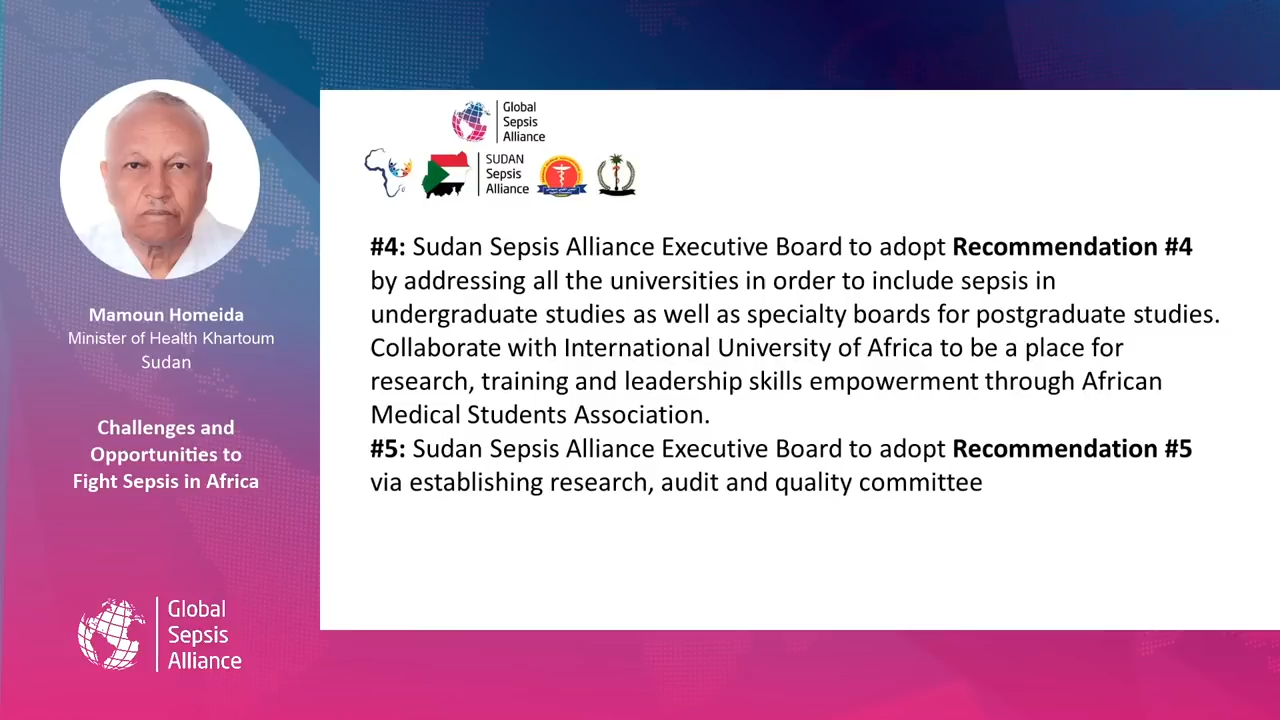 Mamoun Homeida
Minister of Health Khartoum
Sudan
Challenges and
Opportunities to
Fight Sepsis in Africa
Global
Sepsis
Alliance
Global
Sepsis
Alliance
SUDAN
Sepsis
Alliance
#4: Sudan Sepsis Alliance Executive Board to adopt Recommendation #4
by addressing all the universities in order to include sepsis in
undergraduate studies as well as specialty boards for postgraduate studies.
Collaborate with International University of Africa to be a place for
research, training and leadership skills empowerment through African
Medical Students Association.
#5: Sudan Sepsis Alliance Executive Board to adopt Recommendation #5
via establishing research, audit and quality committee